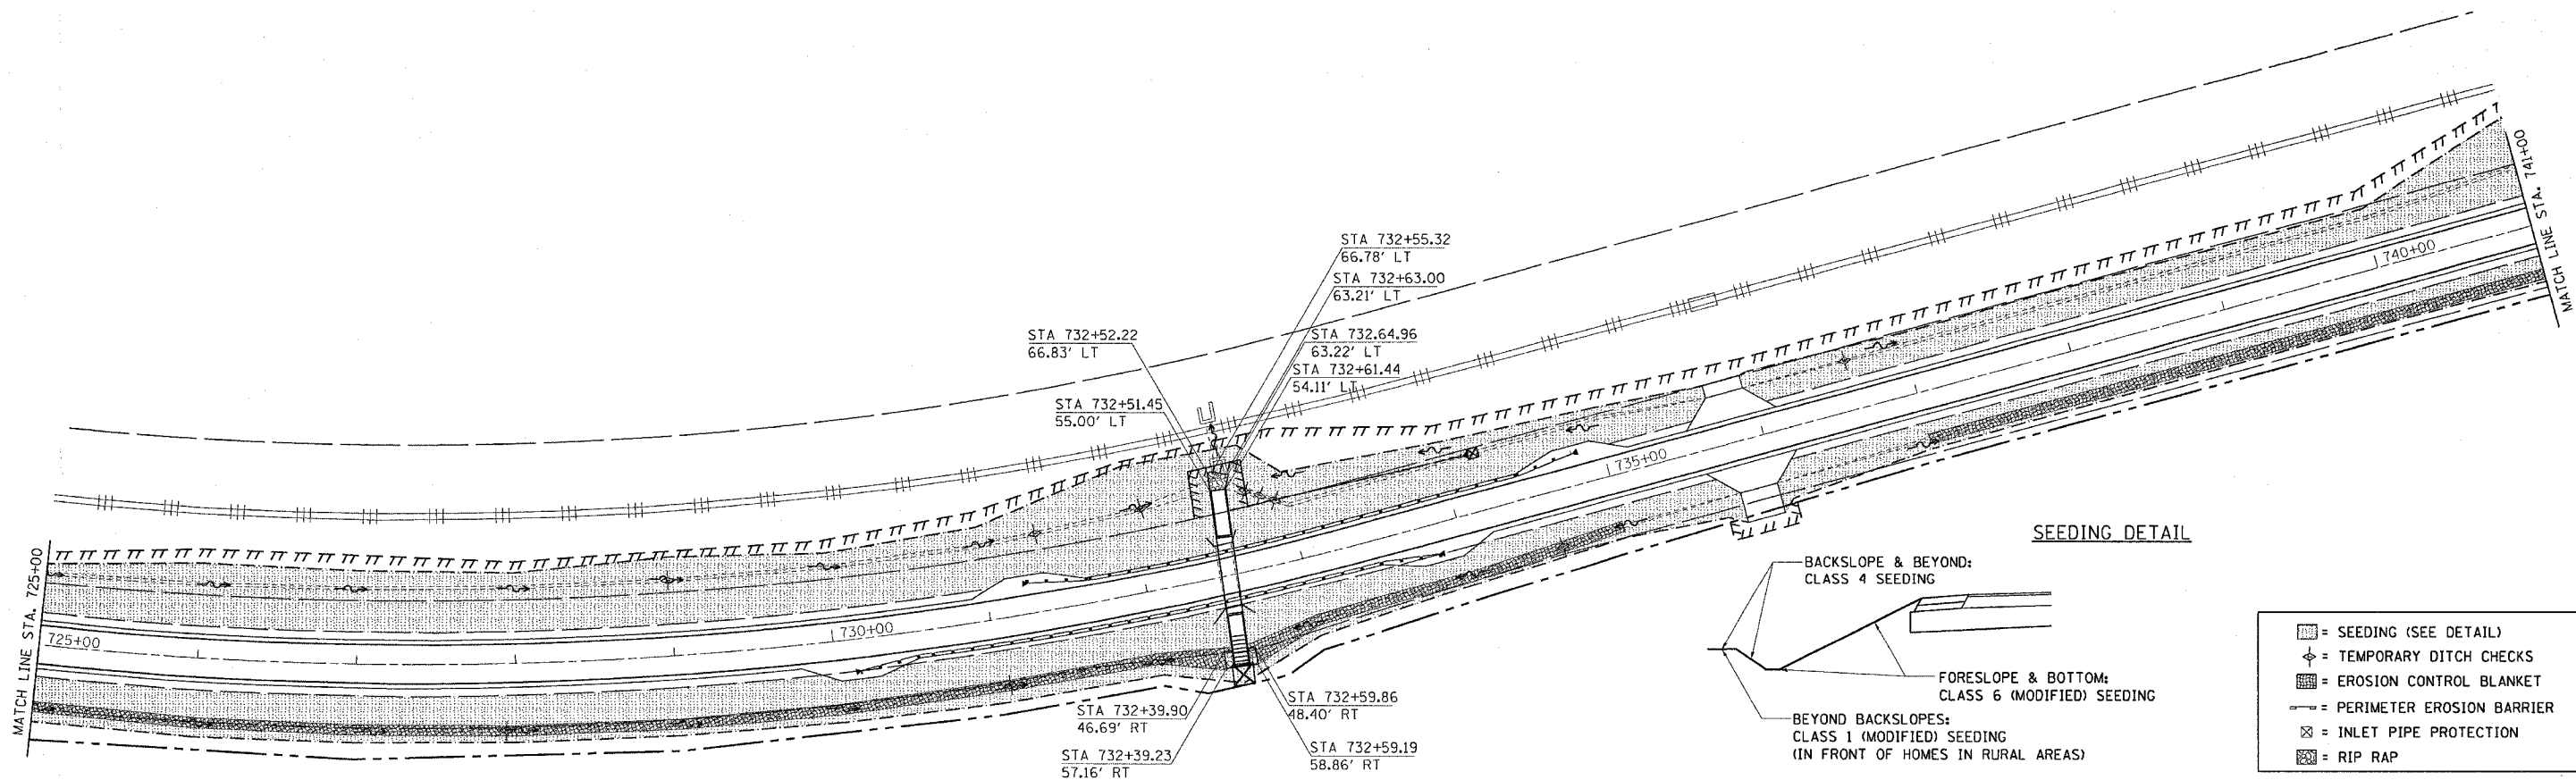 STA 732+55.32
66.78' LT
STA 732+63.00
63.21' LT
STA 732+52.22
66.83' LT
STA 732.64.96
63.22' LT
STA 732+61.44
54.11' LT
STA 732+51.45
55.00' LT
MATCH LINE STA. 725+00
725+00
730+00
735+00
740+00
MATCH LINE STA. 741+00
STA 732+39.90
46.69' RT
STA 732+39.23
57.16' RT
STA 732+59.86
48.40' RT
STA 732+59.19
58.86' RT
SEEDING DETAIL
BACKSLOPE & BEYOND:
CLASS 4 SEEDING
FORESLOPE & BOTTOM:
CLASS 6 (MODIFIED) SEEDING
BEYOND BACKSLOPES:
CLASS 1 (MODIFIED) SEEDING
(IN FRONT OF HOMES IN RURAL AREAS)
= SEEDING (SEE DETAIL)
= TEMPORARY DITCH CHECKS
= EROSION CONTROL BLANKET
= PERIMETER EROSION BARRIER
= INLET PIPE PROTECTION
= RIP RAP